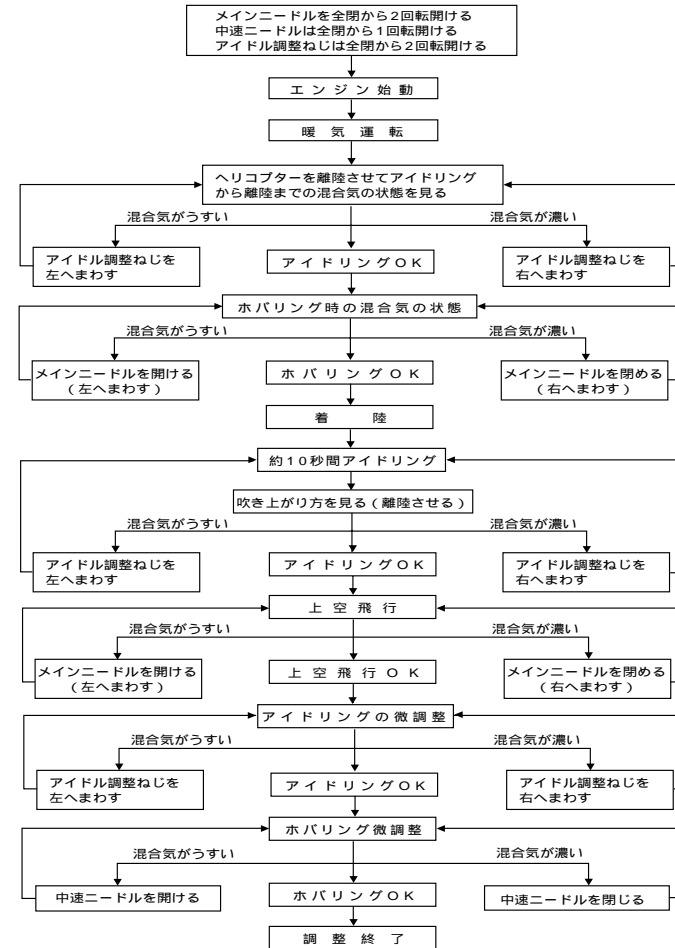 メインニードルを全閉から2回転開ける
中速ニードルは全閉から1回転開ける
アイドル調整ねじは全閉から2回転開ける
エンジン始動
暖気運転
ヘリコプターを離陸させてアイドリング
から離陸までの混合気の状態を見る
混合気がうすい
混合気が濃い
アイドル調整ねじを
左へまわす
アイドリングOK
アイドル調整ねじを
右へまわす
ホバリング時の混合気の状態
混合気がうすい
混合気が濃い
メインニードルを開ける
(左へまわす)
ホバリングOK
メインニードルを閉める
(右へまわす)
着陸
約10秒間アイドリング
吹き上がり方を見る(離陸させる)
混合気がうすい
混合気が濃い
アイドル調整ねじを
左へまわす
アイドリングOK
アイドル調整ねじを
右へまわす
上空飛行
混合気がうすい
混合気が濃い
メインニードルを開ける
(左へまわす)
上空飛行OK
メインニードルを閉める
(右へまわす)
アイドリングの微調整
混合気がうすい
混合気が濃い
アイドル調整ねじを
左へまわす
アイドリングOK
アイドル調整ねじを
右へまわす
ホバリング微調整
混合気がうすい
混合気が濃い
中速ニードルを開ける
ホバリングOK
中速ニードルを閉じる
調整終了